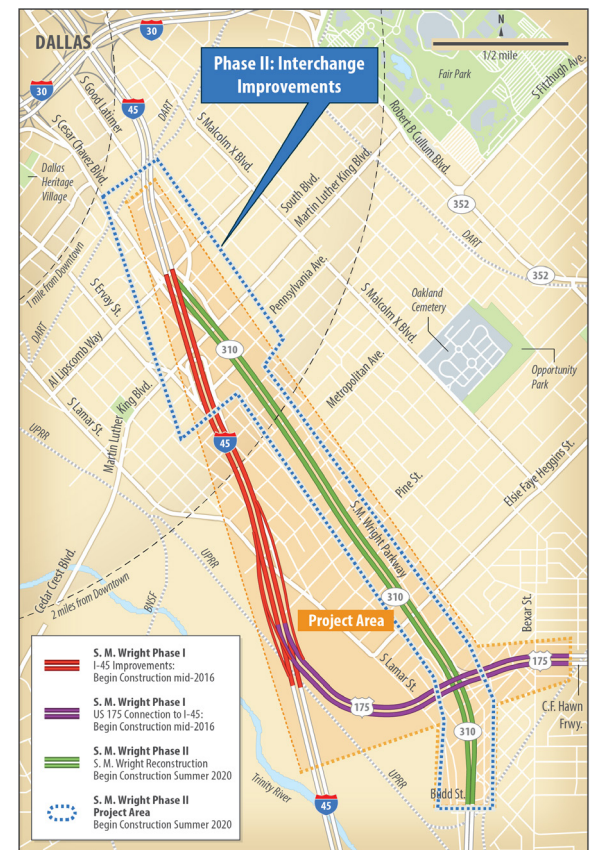 DALLAS
30
30
45
N
1/2 mile
Phase II: Interchange
Improvements
Fair Park
S Fitzhugh Ave.
S Good Latimer
DART
S Cesar Chavez Blvd.
S Malcolm X Blvd.
Robert B Cullum Blvd.
Dallas
Heritage
Village
South Blvd.
Martin Luther King Blvd.
352
DART
352
1 mile from Downtown
DART
S Ervay St.
Pennsylvania Ave.
S Malcolm X Blvd.
Oakland
Cemetery
Al Lipscomb Way
310
Metropolitan Ave.
Opportunity
Park
S Lamar St.
Martin Luther King Blvd.
UPRR
45
Pine St.
Elsie Faye Heggins St.
S.M. Wright Parkway
UPRR
Cedar Crest Blvd.
2 miles from Downtown
BNSF
310
Bexar St.
Project Area
S Lamar St.
175
175
C.F. Hawn
Frwy.
310
UPRR
Trinity River
Budd St.
45
S. M. Wright Phase I
I-45 Improvements:
Begin Construction mid-2016
S. M. Wright Phase I
US 175 Connection to I-45:
Begin Construction mid-2016
S. M. Wright Phase II
S. M. Wright Reconstruction
Begin Construction Summer 2020
S. M. Wright Phase II
Project Area
Begin Construction Summer 2020